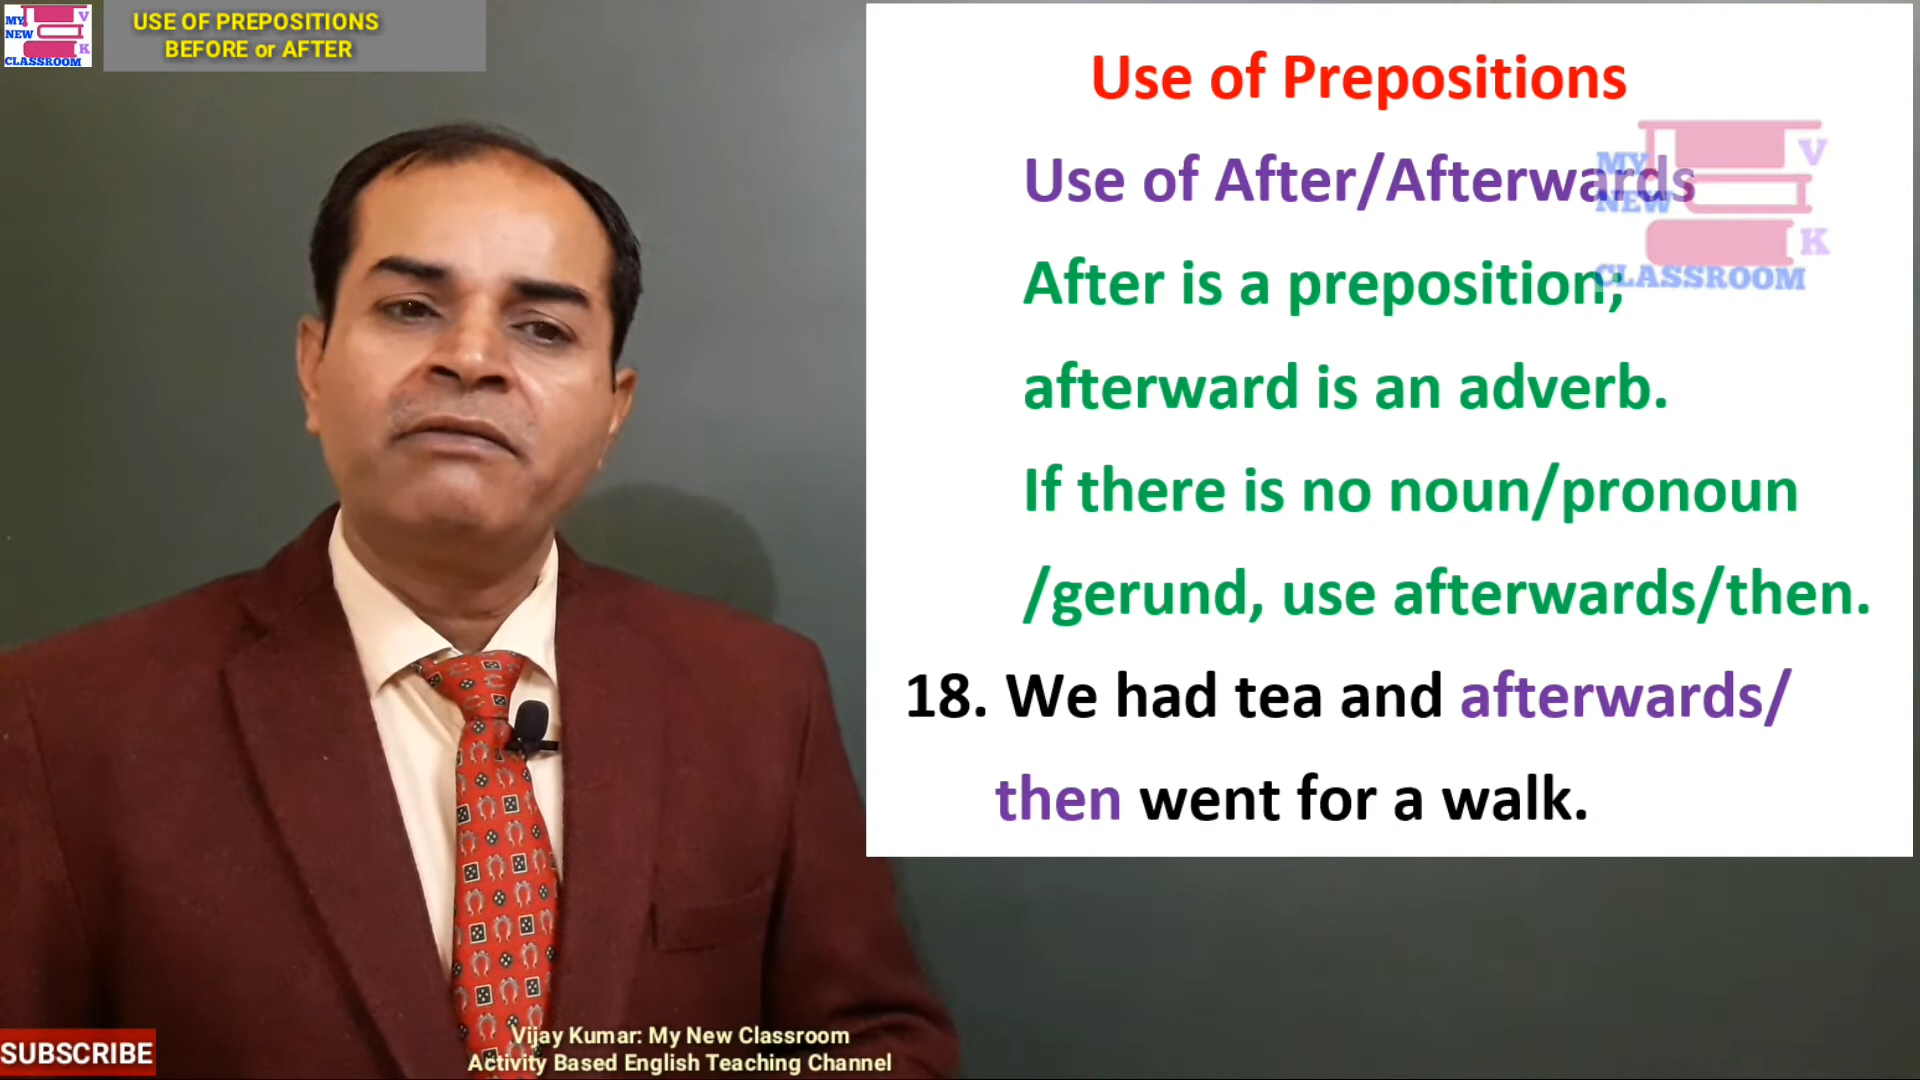 MY
NEW
CLASSROOM
V
K
USE OF PREPOSITIONS
BEFORE or AFTER
Use of Prepositions
Use of After/Afterwards
MY
NEW
CLASSROOM
V
K
After is a preposition;
afterward is an adverb.
If there is no noun/pronoun
/gerund, use afterwards/then.
18. We had tea and afterwards/
then went for a walk.
SUBSCRIBE
Vijay Kumar: My New Classroom
Activity Based English Teaching Channel